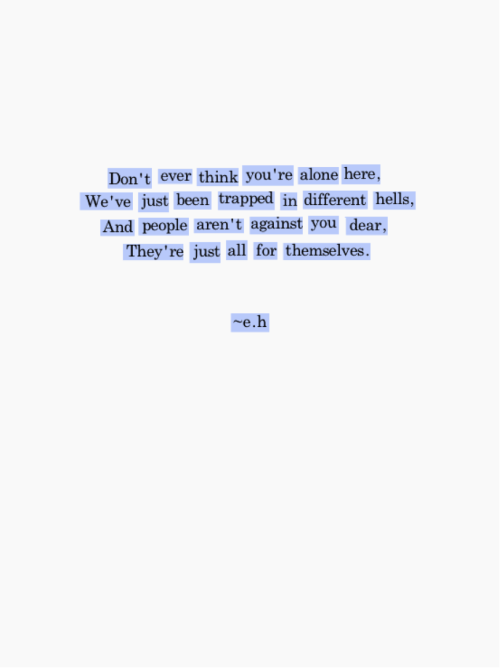 Don't ever think you're alone here,
We've just been trapped in different hells,
And people aren't against you dear,
They're just all for themselves.
~e.h